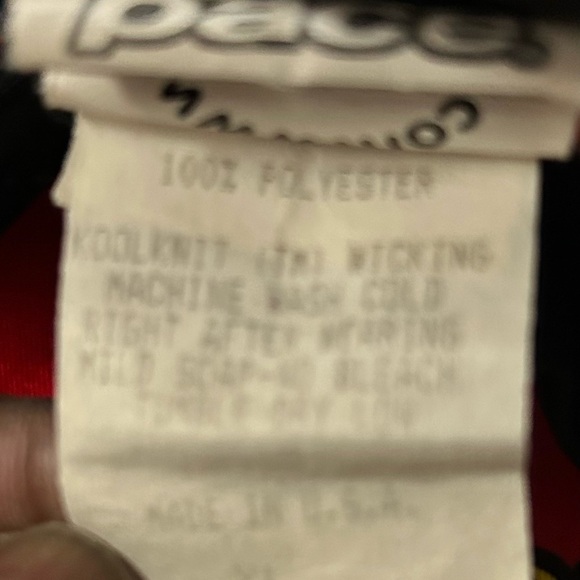 pace
100% POLYESTER
KOOLKNIT (TM) WICKING
MACHINE WASH COLD
RIGHT AFTER WEARING
MILD SOAP-NO BLEACH
TUMBLE DRY LOW
MADE IN U.S.A.